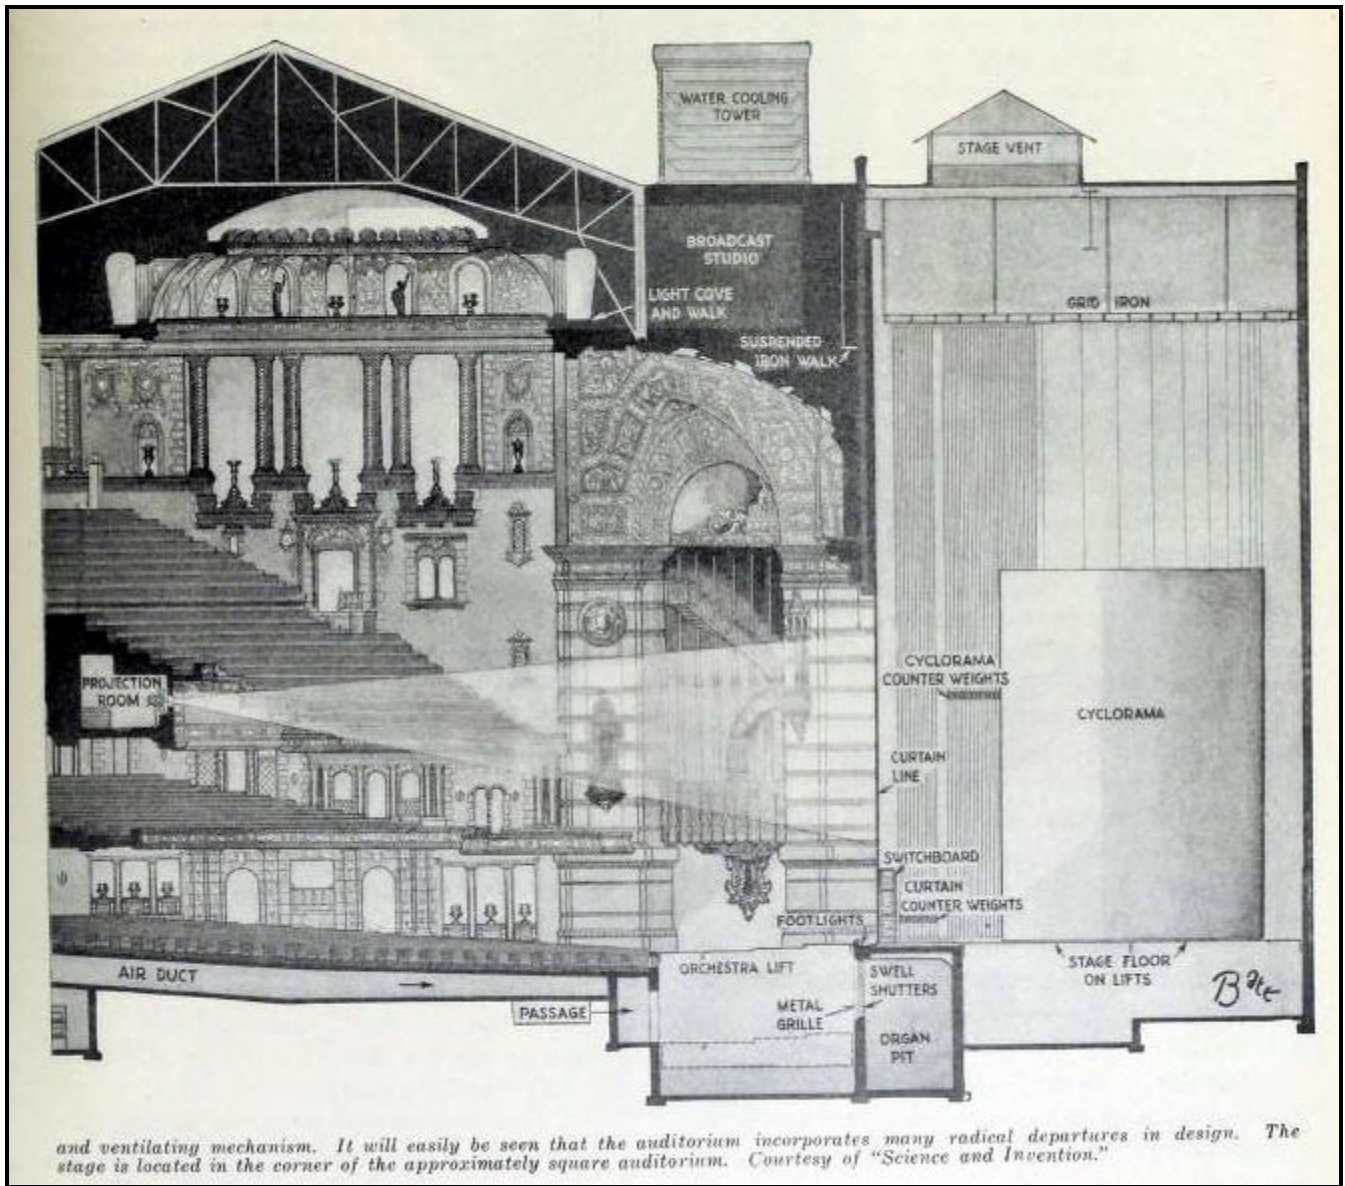 WATER COOLING
TOWER
STAGE VENT
BROADCAST
STUDIO
LIGHT COVE
AND WALK
GRID IRON
SUSPENDED
IRON WALK
PROJECTION
ROOM
CYCLORAMA
COUNTER WEIGHTS
CYCLORAMA
CURTAIN
LINE
SWITCHBOARD
CURTAIN
COUNTER WEIGHTS
FOOTLIGHTS
AIR DUCT
ORCHESTRA LIFT
SWELL
SHUTTERS
STAGE FLOOR
ON LIFTS
PASSAGE
METAL
GRILLE
ORGAN
PIT
and ventilating mechanism. It will easily be seen that the auditorium incorporates many radical departures in design. The
stage is located in the corner of the approximately square auditorium. Courtesy of "Science and Invention."